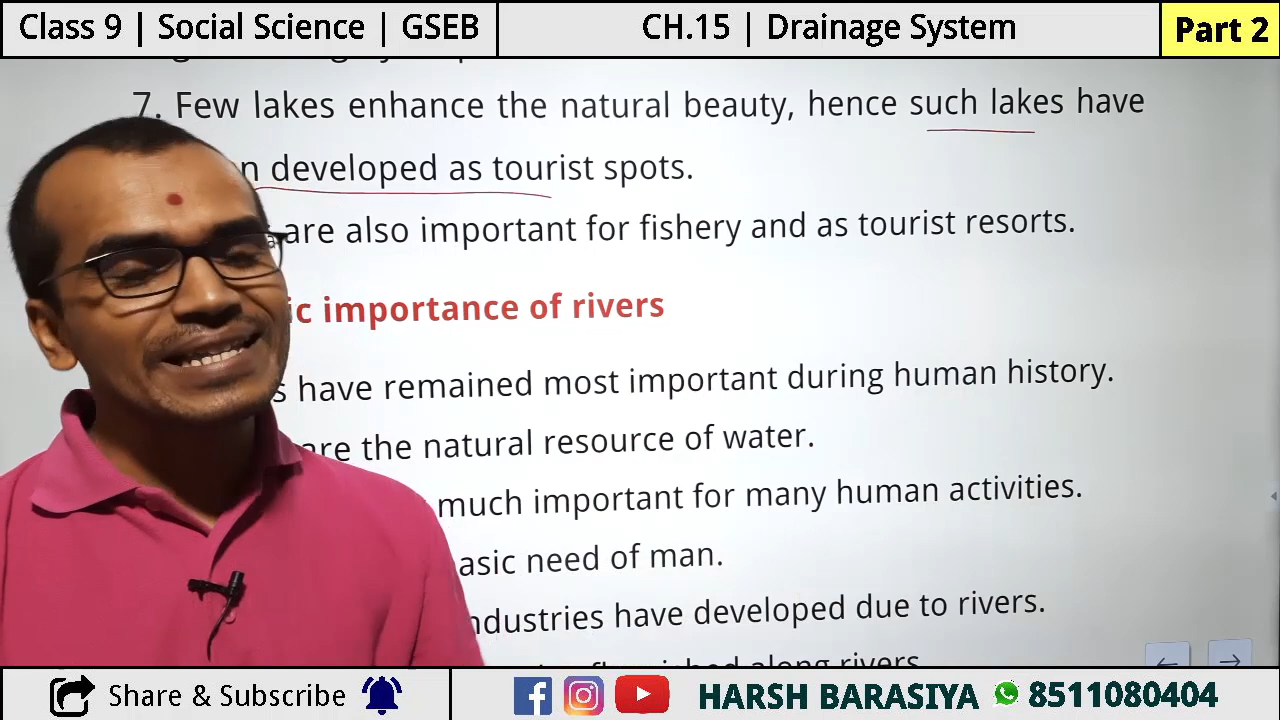 Class 9 | Social Science | GSEB
CH.15 | Drainage System
Part 2
7. Few lakes enhance the natural beauty, hence such lakes have
developed as tourist spots.
are also important for fishery and as tourist resorts.
importance of rivers
have remained most important during human history.
are the natural resource of water.
much important for many human activities.
need of man.
have developed due to rivers.
along rivers
Share & Subscribe
HARSH BARASIYA 8511080404